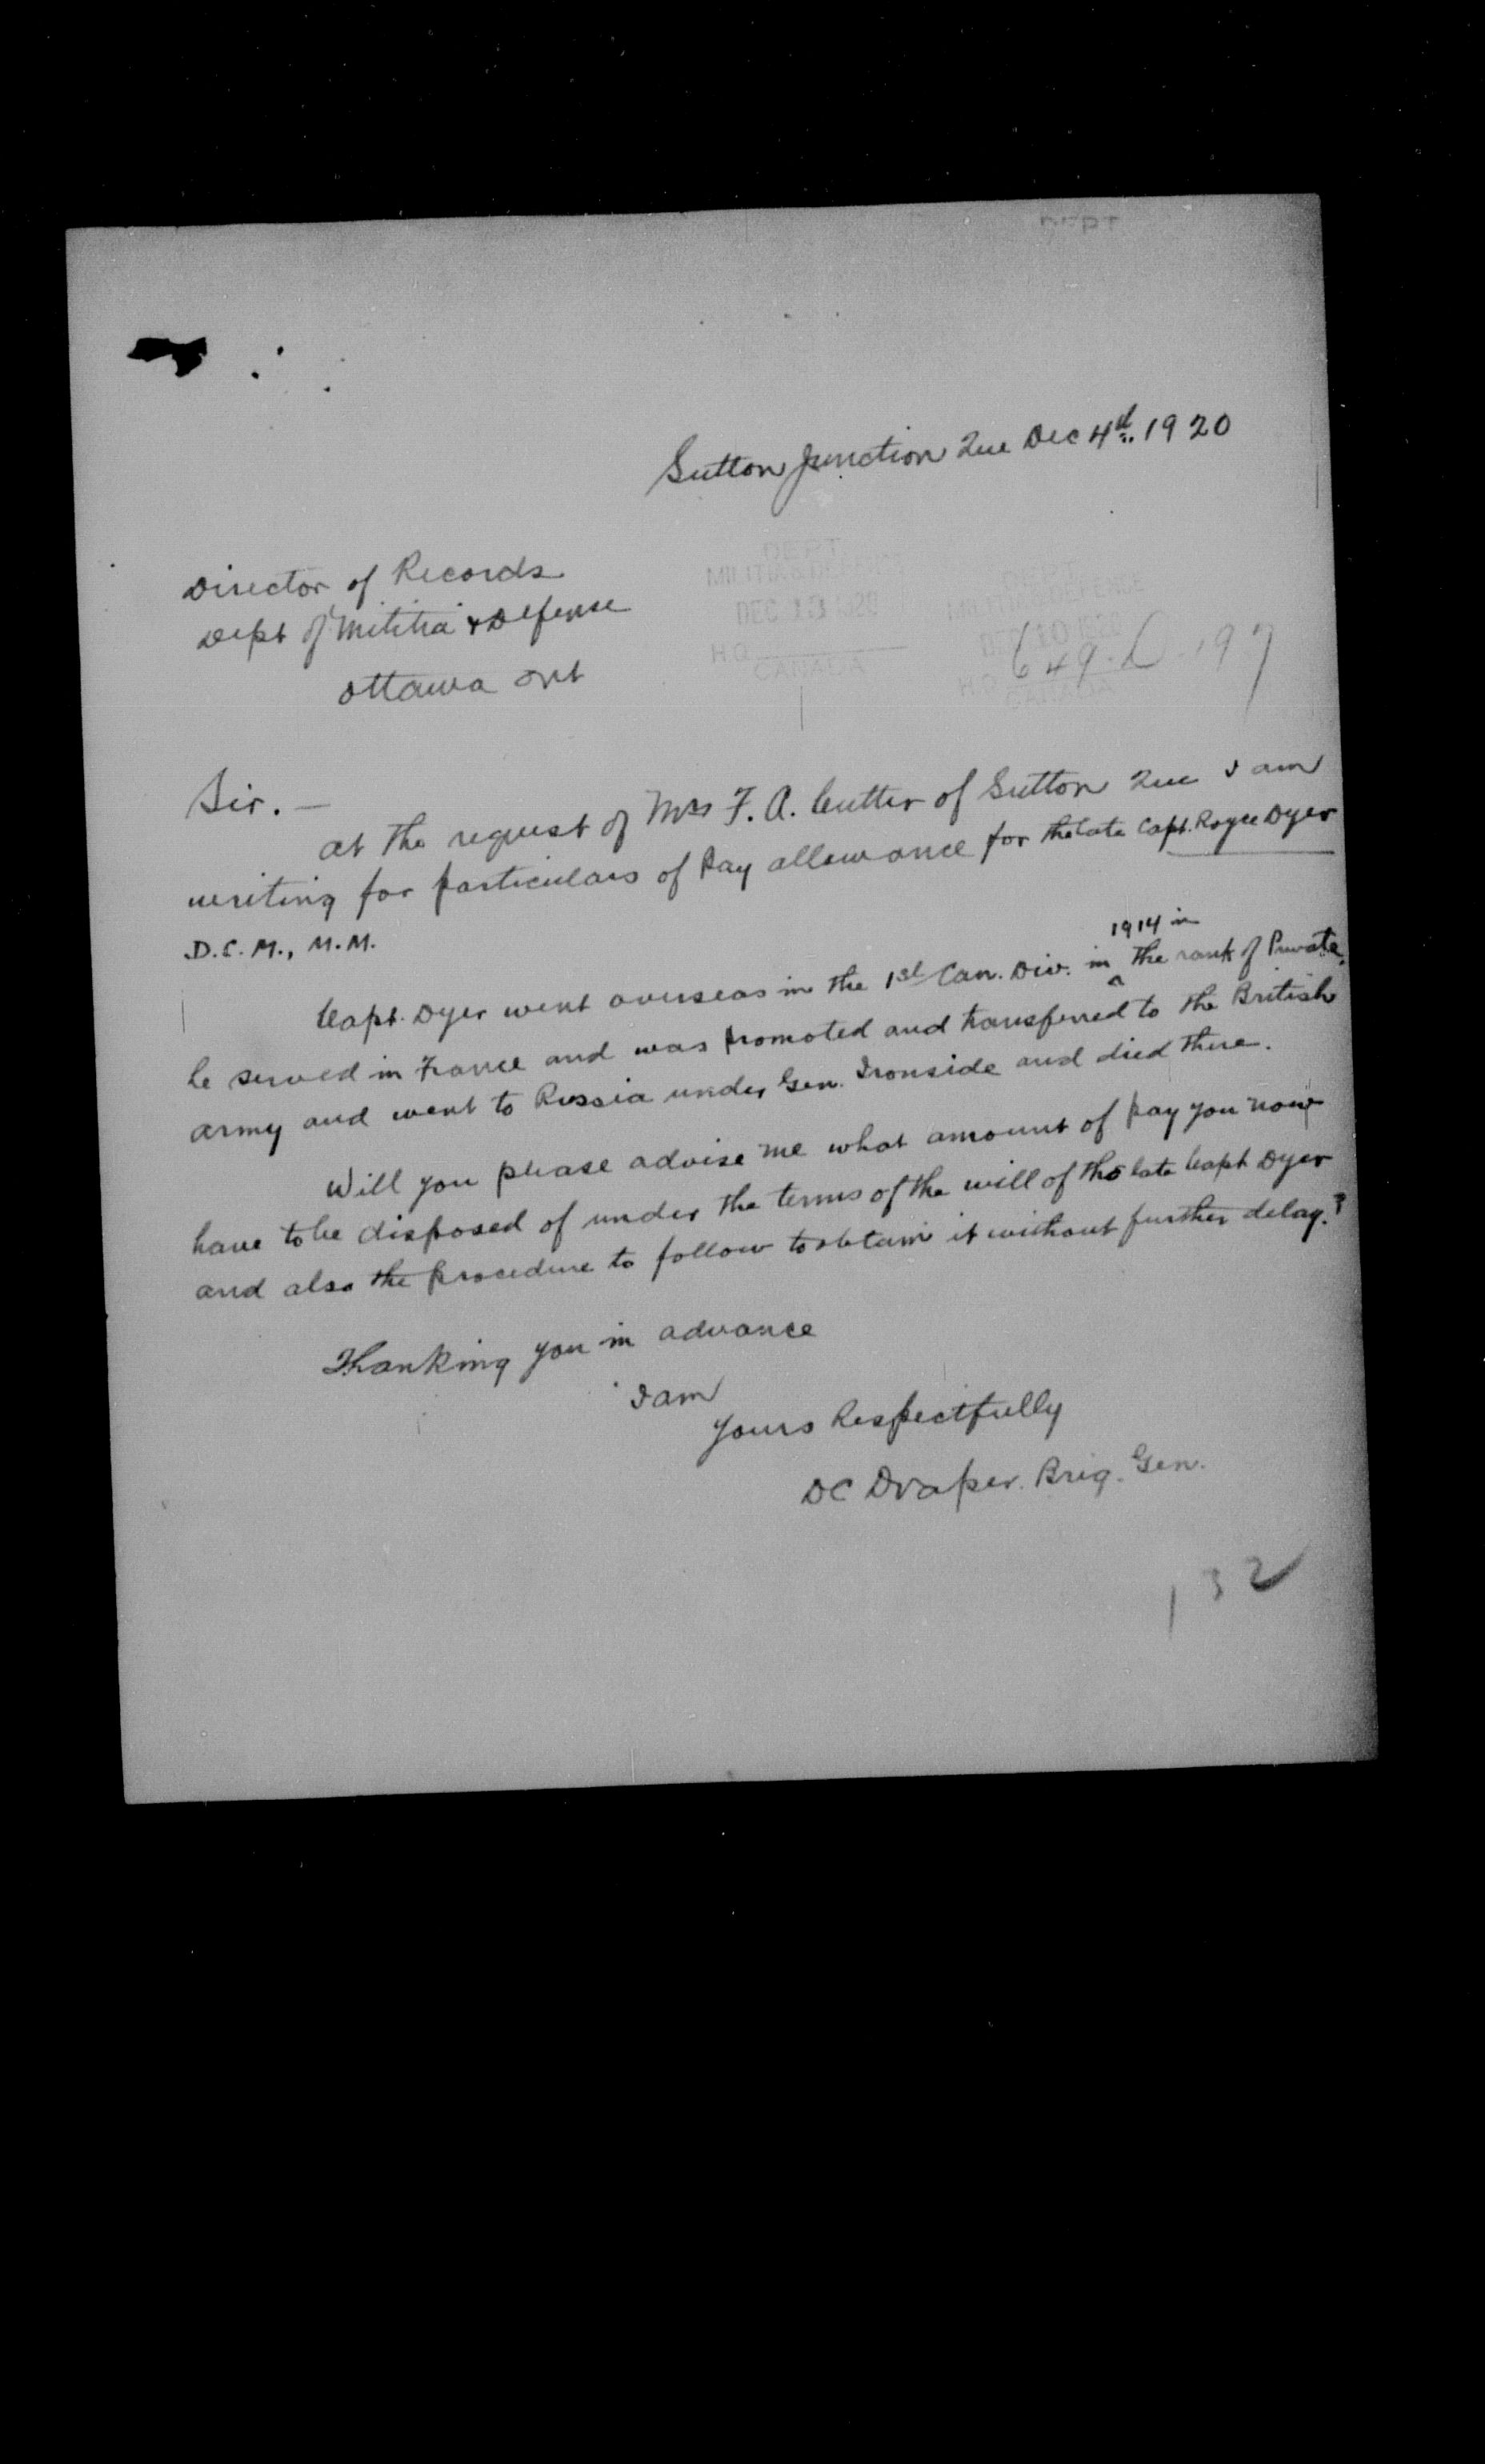 DEPT
Sutton Junction Que Dec 4th. 1920
Director of Records
Dept of Militia & Defense
Ottawa Ont
DEPT
MILITIA & DEFENCE
DEC
H Q
CANADA
DEPT
MILITIA & DEFENSE
DEC 10 1920
H.Q.
CANADA
649-D-197
Sir. —
At the request of Mrs F. A. Cutter of Sutton Que I am
writing for particulars of Pay allowance for the late Capt. Royce Dyer
D.C.M., M.M.
1914 in
Capt. Dyer went overseas in the 1st Can. Div. in ^ the rank of Private.
he served in France and was promoted and transferred to the British
army and went to Russia under Gen. Ironside and died there.
Will you please advise me what amount of pay you now
have to be disposed of under the terms of the will of the late Capt Dyer
and also the procedure to follow to obtain it without further delay.?
Thanking you in advance
I am
Yours Respectfully
DC Draper. Brig. Gen.
132